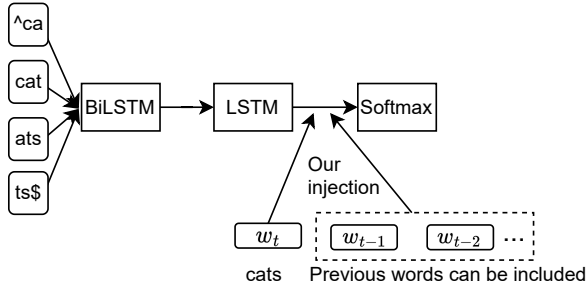 ^ca
cat
ats
ts$
BiLSTM
LSTM
Softmax
Our
injection
w_t
w_{t-1}
w_{t-2}
...
cats
Previous words can be included